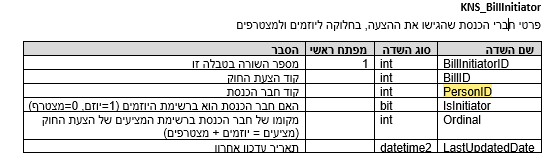 KNS_BillInitiator
פרטי חברי הכנסת שהגישו את ההצעה, בחלוקה ליוזמים ולמצטרפים
שם השדה סוג השדה מפתח ראשי הסבר
BillInitiatorID int 1 מספר השורה בטבלה זו
BillID int קוד הצעת החוק
PersonID int קוד חבר הכנסת
IsInitiator bit האם חבר הכנסת הוא ברשימת היוזמים (1=יוזם, 0=מצטרף)
Ordinal int מקומו של חבר הכנסת ברשימת המציעים של הצעת החוק
(מציעים = יוזמים + מצטרפים)
LastUpdatedDate datetime2 תאריך עדכון אחרון